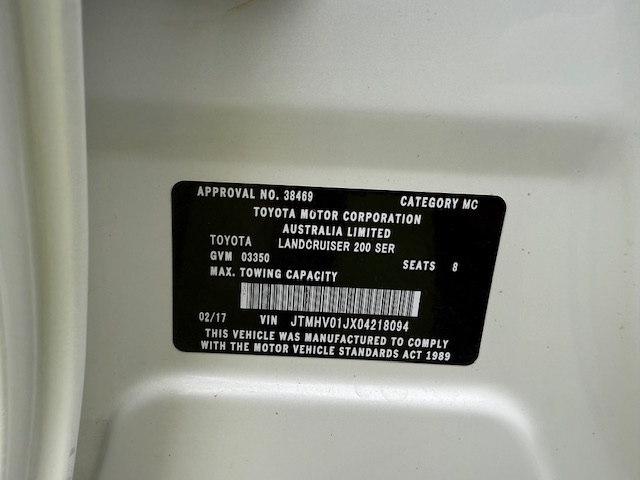 APPROVAL NO. 38469 CATEGORY MC
TOYOTA MOTOR CORPORATION
AUSTRALIA LIMITED
TOYOTA LANDCRUISER 200 SER
GVM 03350 SEATS 8
MAX. TOWING CAPACITY
02/17 VIN JTMHV01JX04218094
THIS VEHICLE WAS MANUFACTURED TO COMPLY
WITH THE MOTOR VEHICLE STANDARDS ACT 1989